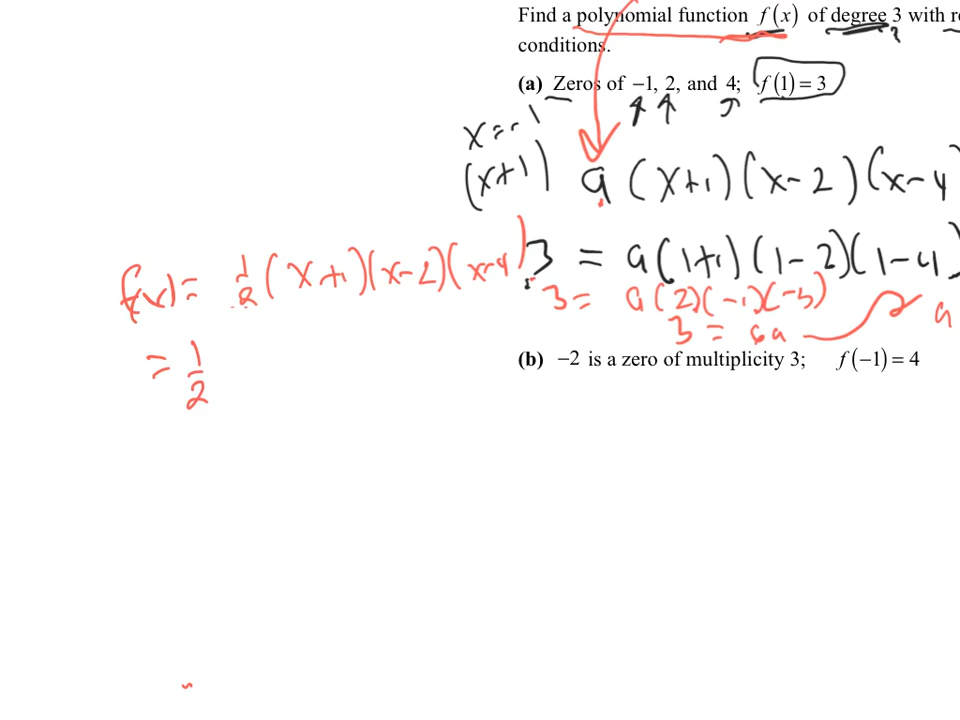 Find a polynomial function f(x) of degree 3 with
conditions.
(a) Zeros of −1, 2, and 4; f(1) = 3
x = -1
(x+1) a (x+1)(x-2)(x-4)
3 = a(1+1)(1-2)(1-4)
f(x) = 1/2 (x+1)(x-2)(x-4)
3 = a(2)(-1)(-3)
3 = 6a a
= 1/2
(b) −2 is a zero of multiplicity 3; f(−1) = 4